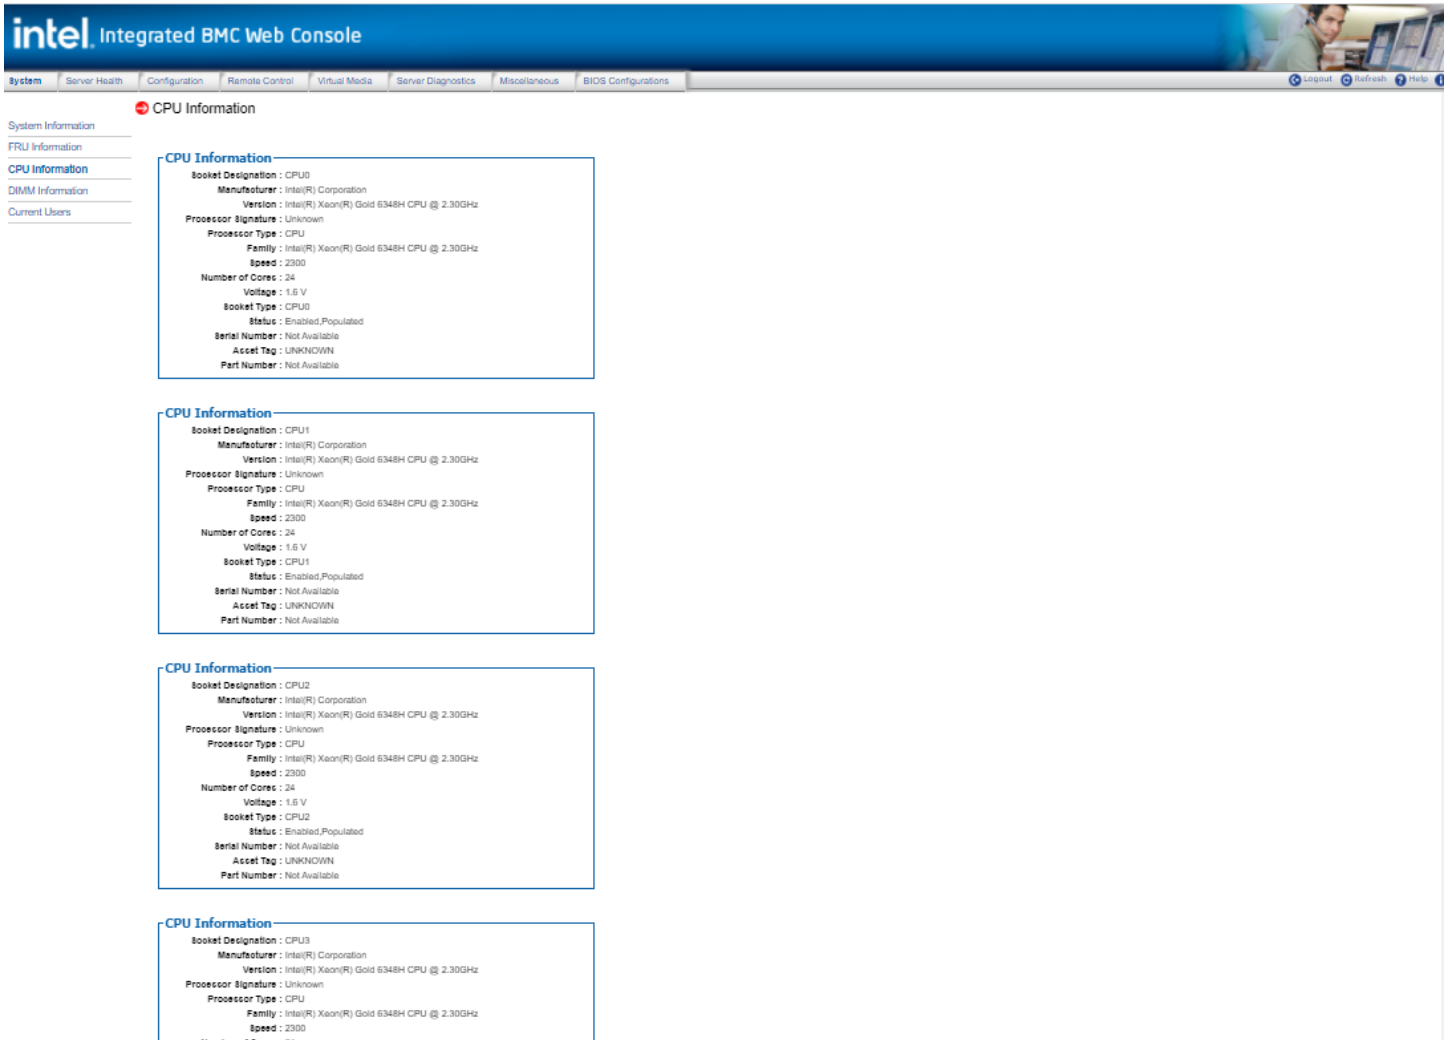 intel. Integrated BMC Web Console
System Server Health Configuration Remote Control Virtual Media Server Diagnostics Miscellaneous BIOS Configurations Logout Refresh Help
CPU Information
System Information
FRU Information
CPU Information
DIMM Information
Current Users
CPU Information
Socket Designation : CPU0
Manufacturer : Intel(R) Corporation
Version : Intel(R) Xeon(R) Gold 6348H CPU @ 2.30GHz
Processor Signature : Unknown
Processor Type : CPU
Family : Intel(R) Xeon(R) Gold 6348H CPU @ 2.30GHz
Speed : 2300
Number of Cores : 24
Voltage : 1.6 V
Socket Type : CPU0
Status : Enabled,Populated
Serial Number : Not Available
Asset Tag : UNKNOWN
Part Number : Not Available
CPU Information
Socket Designation : CPU1
Manufacturer : Intel(R) Corporation
Version : Intel(R) Xeon(R) Gold 6348H CPU @ 2.30GHz
Processor Signature : Unknown
Processor Type : CPU
Family : Intel(R) Xeon(R) Gold 6348H CPU @ 2.30GHz
Speed : 2300
Number of Cores : 24
Voltage : 1.6 V
Socket Type : CPU1
Status : Enabled,Populated
Serial Number : Not Available
Asset Tag : UNKNOWN
Part Number : Not Available
CPU Information
Socket Designation : CPU2
Manufacturer : Intel(R) Corporation
Version : Intel(R) Xeon(R) Gold 6348H CPU @ 2.30GHz
Processor Signature : Unknown
Processor Type : CPU
Family : Intel(R) Xeon(R) Gold 6348H CPU @ 2.30GHz
Speed : 2300
Number of Cores : 24
Voltage : 1.6 V
Socket Type : CPU2
Status : Enabled,Populated
Serial Number : Not Available
Asset Tag : UNKNOWN
Part Number : Not Available
CPU Information
Socket Designation : CPU3
Manufacturer : Intel(R) Corporation
Version : Intel(R) Xeon(R) Gold 6348H CPU @ 2.30GHz
Processor Signature : Unknown
Processor Type : CPU
Family : Intel(R) Xeon(R) Gold 6348H CPU @ 2.30GHz
Speed : 2300